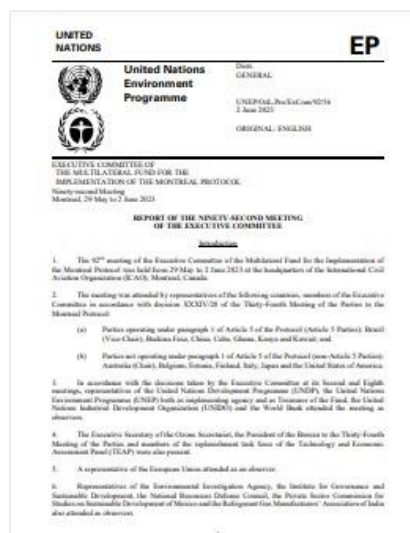 UNITED
NATIONS
EP
United Nations
Environment
Programme
Distr.
GENERAL
UNEP/OzL.Pro/ExCom/92/56
2 June 2023
ORIGINAL: ENGLISH
EXECUTIVE COMMITTEE OF
THE MULTILATERAL FUND FOR THE
IMPLEMENTATION OF THE MONTREAL PROTOCOL
Ninety-second Meeting
Montreal, 29 May to 2 June 2023
REPORT OF THE NINETY-SECOND MEETING
OF THE EXECUTIVE COMMITTEE
Introduction
1. The 92nd meeting of the Executive Committee of the Multilateral Fund for the Implementation of
the Montreal Protocol was held from 29 May to 2 June 2023 at the headquarters of the International Civil
Aviation Organization (ICAO), Montreal, Canada.
2. The meeting was attended by representatives of the following countries, members of the Executive
Committee in accordance with decision XXXIV/20 of the Thirty-Fourth Meeting of the Parties to the
Montreal Protocol:
(a) Parties operating under paragraph 1 of Article 5 of the Protocol (Article 5 Parties): Brazil
(Vice-Chair), Burkina Faso, China, Cuba, Ghana, Kenya and Kuwait; and
(b) Parties not operating under paragraph 1 of Article 5 of the Protocol (non-Article 5 Parties):
Australia (Chair), Belgium, Estonia, Finland, Italy, Japan and the United States of America.
3. In accordance with the decisions taken by the Executive Committee at its Second and Eighth
meetings, representatives of the United Nations Development Programme (UNDP), the United Nations
Environment Programme (UNEP) both as implementing agency and as Treasurer of the Fund, the United
Nations Industrial Development Organization (UNIDO) and the World Bank attended the meeting as
observers.
4. The Executive Secretary of the Ozone Secretariat, the President of the Bureau to the Thirty-Fourth
Meeting of the Parties and members of the replenishment task force of the Technology and Economic
Assessment Panel (TEAP) were also present.
5. A representative of the European Union attended as an observer.
6. Representatives of the Environmental Investigation Agency, the Institute for Governance and
Sustainable Development, the National Resources Defense Council, the Private Sector Commission for
Studies on Sustainable Development of Mexico and the Refrigerant Gas Manufacturers' Association of India
also attended as observers.